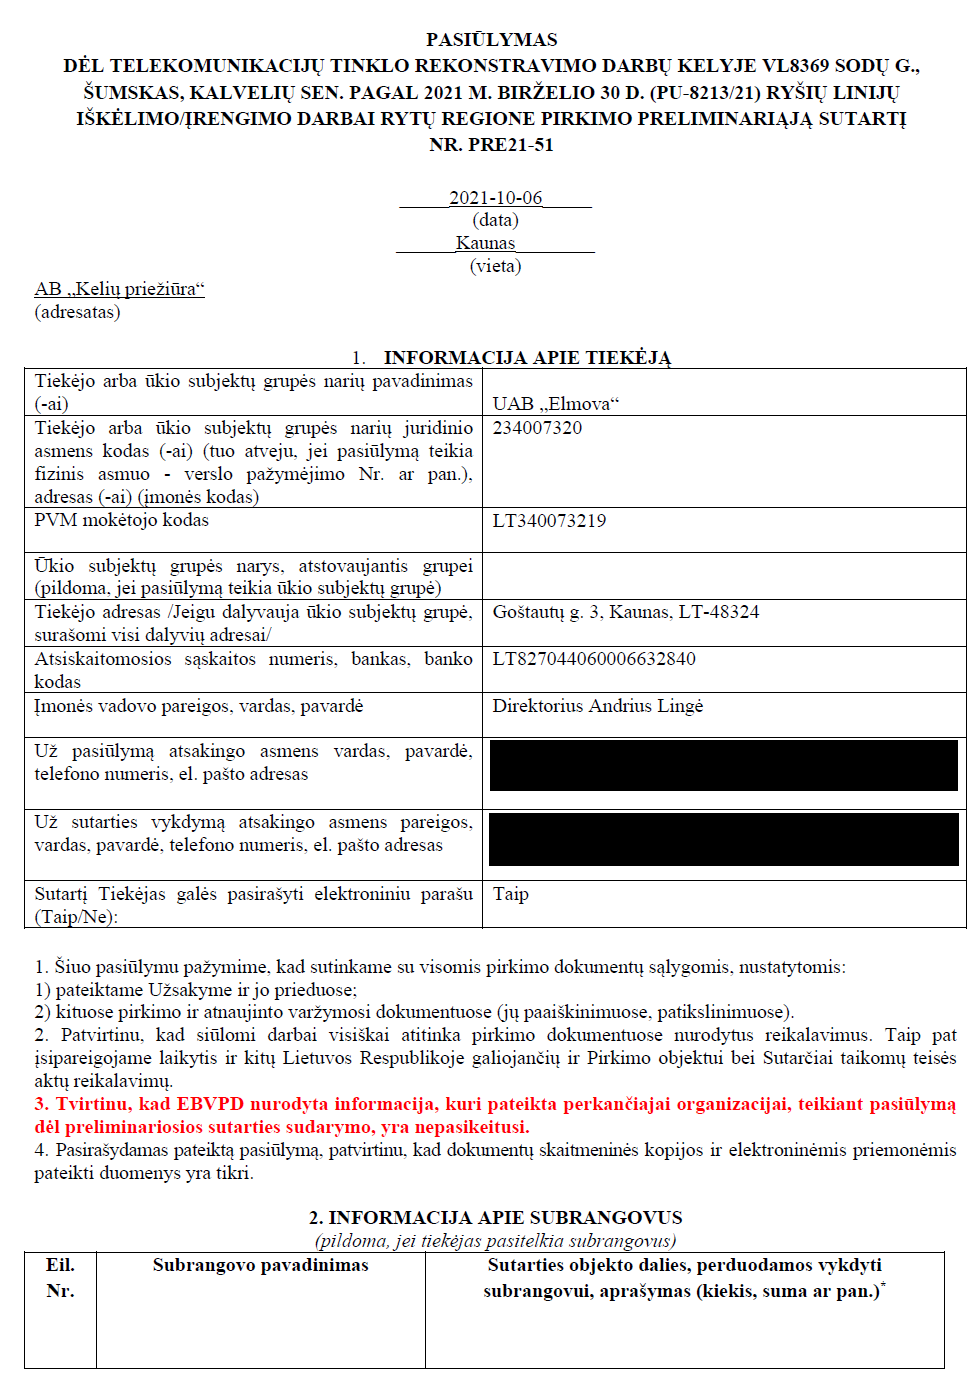 PASIŪLYMAS
DĖL TELEKOMUNIKACIJŲ TINKLO REKONSTRAVIMO DARBŲ KELYJE VL8369 SODŲ G.,
ŠUMSKAS, KALVELIŲ SEN. PAGAL 2021 M. BIRŽELIO 30 D. (PU-8213/21) RYŠIŲ LINIJŲ
IŠKĖLIMO/ĮRENGIMO DARBAI RYTŲ REGIONE PIRKIMO PRELIMINARIĄJĄ SUTARTĮ
NR. PRE21-51
_____2021-10-06_____
(data)
______Kaunas________
(vieta)
AB „Kelių priežiūra“
(adresatas)
1. INFORMACIJA APIE TIEKĖJĄ
Tiekėjo arba ūkio subjektų grupės narių pavadinimas
(-ai)
UAB „Elmova“
Tiekėjo arba ūkio subjektų grupės narių juridinio
asmens kodas (-ai) (tuo atveju, jei pasiūlymą teikia
fizinis asmuo - verslo pažymėjimo Nr. ar pan.),
adresas (-ai) (įmonės kodas)
234007320
PVM mokėtojo kodas
LT340073219
Ūkio subjektų grupės narys, atstovaujantis grupei
(pildoma, jei pasiūlymą teikia ūkio subjektų grupė)
Tiekėjo adresas /Jeigu dalyvauja ūkio subjektų grupė,
surašomi visi dalyvių adresai/
Goštautų g. 3, Kaunas, LT-48324
Atsiskaitomosios sąskaitos numeris, bankas, banko
kodas
LT827044060006632840
Įmonės vadovo pareigos, vardas, pavardė
Direktorius Andrius Lingė
Už pasiūlymą atsakingo asmens vardas, pavardė,
telefono numeris, el. pašto adresas
Už sutarties vykdymą atsakingo asmens pareigos,
vardas, pavardė, telefono numeris, el. pašto adresas
Sutartį Tiekėjas galės pasirašyti elektroniniu parašu
(Taip/Ne):
Taip
1. Šiuo pasiūlymu pažymime, kad sutinkame su visomis pirkimo dokumentų sąlygomis, nustatytomis:
1) pateiktame Užsakyme ir jo prieduose;
2) kituose pirkimo ir atnaujinto varžymosi dokumentuose (jų paaiškinimuose, patikslinimuose).
2. Patvirtinu, kad siūlomi darbai visiškai atitinka pirkimo dokumentuose nurodytus reikalavimus. Taip pat
įsipareigojame laikytis ir kitų Lietuvos Respublikoje galiojančių ir Pirkimo objektui bei Sutarčiai taikomų teisės
aktų reikalavimų.
3. Tvirtinu, kad EBVPD nurodyta informacija, kuri pateikta perkančiajai organizacijai, teikiant pasiūlymą
dėl preliminariosios sutarties sudarymo, yra nepasikeitusi.
4. Pasirašydamas pateiktą pasiūlymą, patvirtinu, kad dokumentų skaitmeninės kopijos ir elektroninėmis priemonėmis
pateikti duomenys yra tikri.
2. INFORMACIJA APIE SUBRANGOVUS
(pildoma, jei tiekėjas pasitelkia subrangovus)
Eil.
Nr.
Subrangovo pavadinimas
Sutarties objekto dalies, perduodamos vykdyti
subrangovui, aprašymas (kiekis, suma ar pan.)*